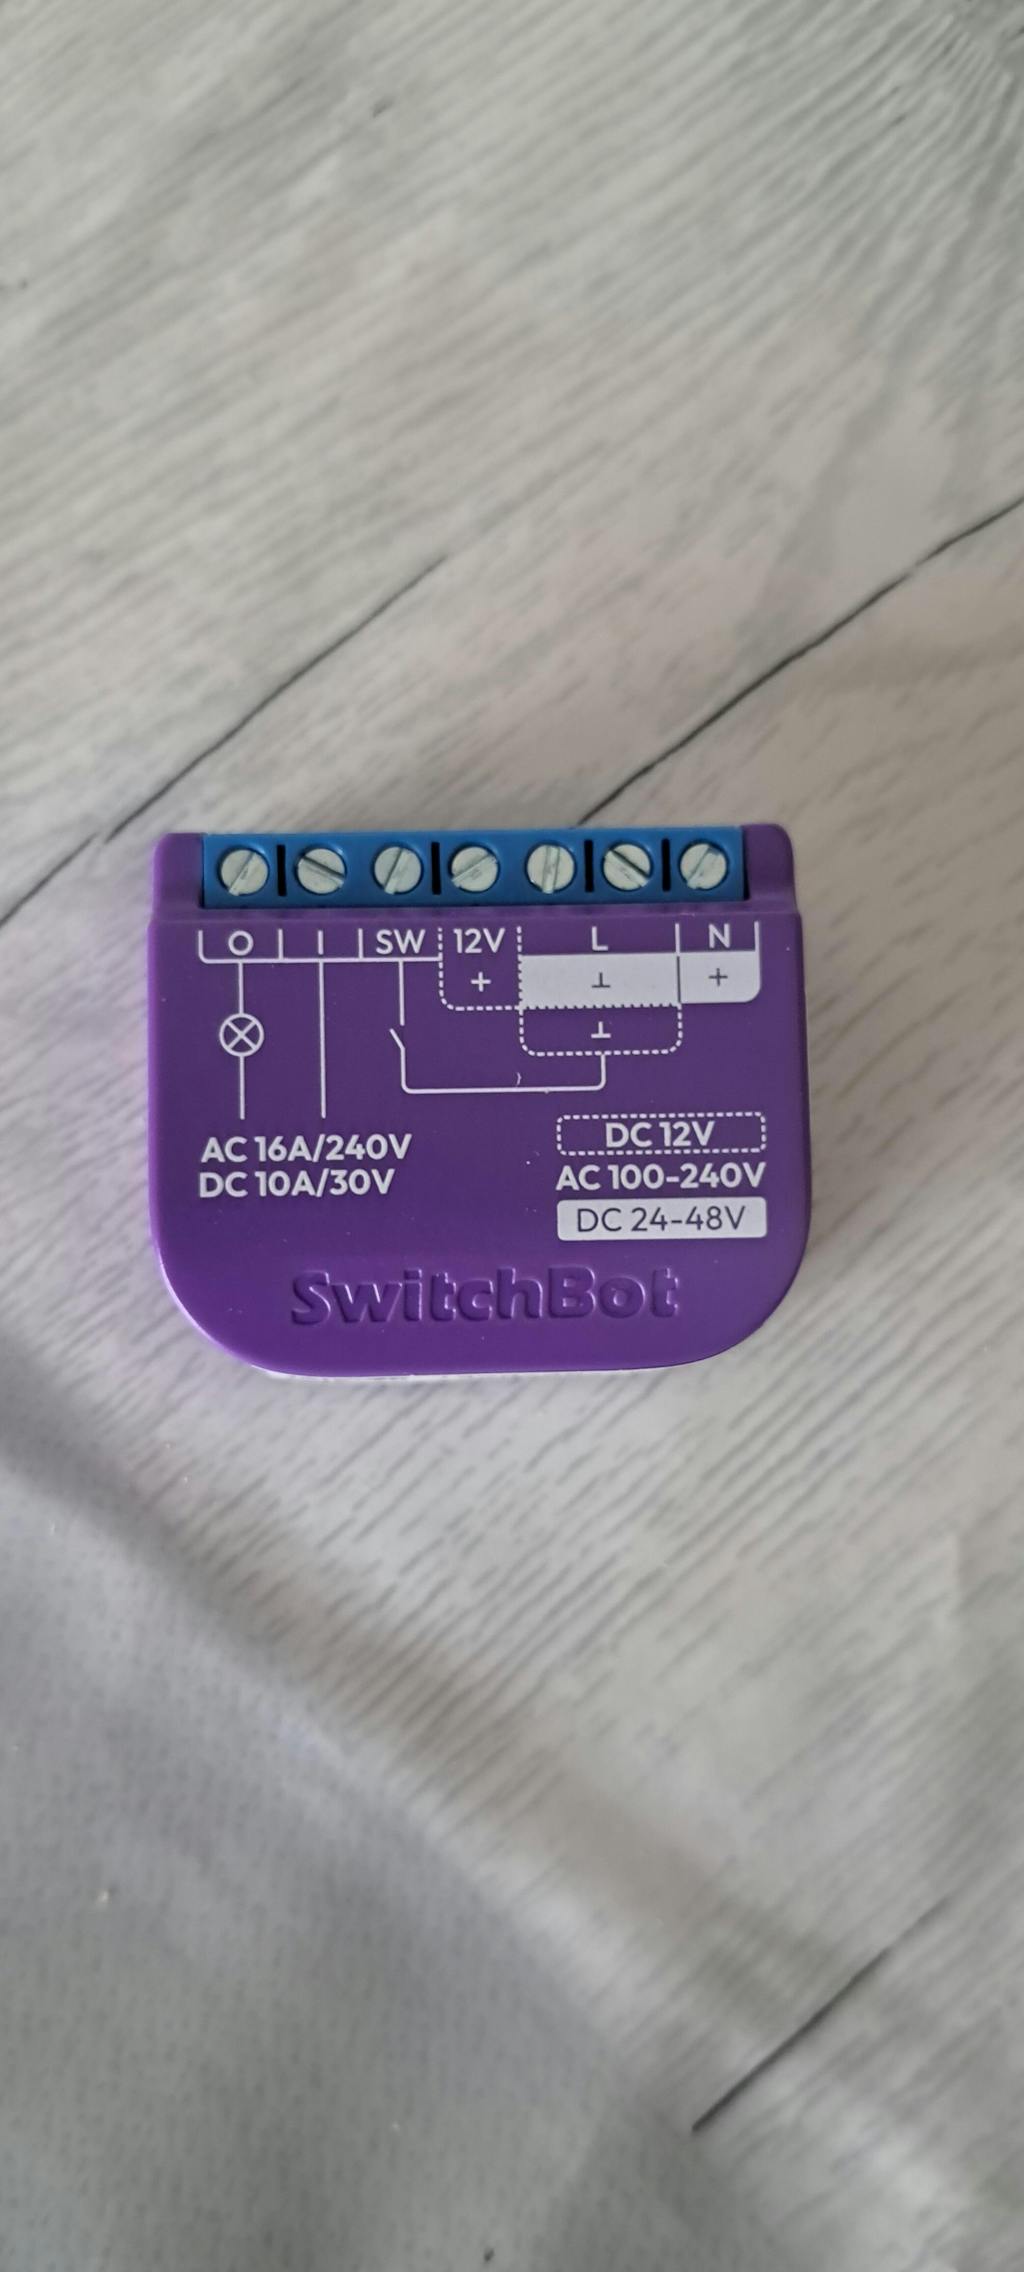 O I SW 12V L N
+ ⊥ +
⊥
AC 16A/240V
DC 10A/30V
DC 12V
AC 100-240V
DC 24-48V
SwitchBot